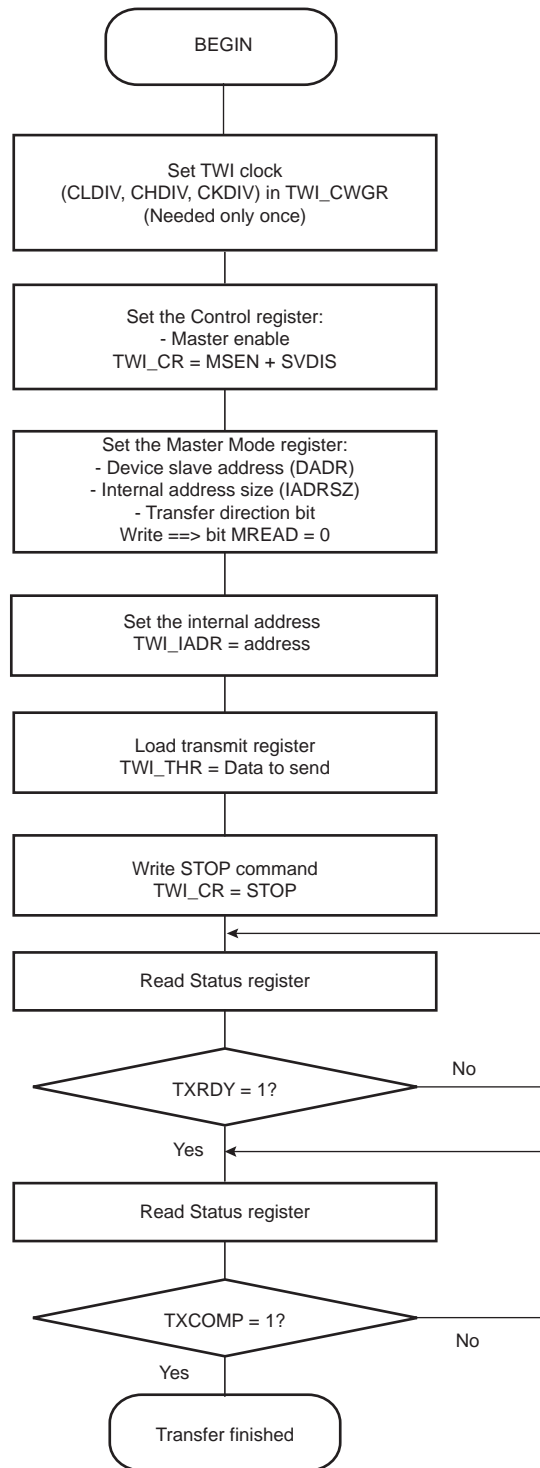 BEGIN
Set TWI clock
(CLDIV, CHDIV, CKDIV) in TWI_CWGR
(Needed only once)
Set the Control register:
- Master enable
TWI_CR = MSEN + SVDIS
Set the Master Mode register:
- Device slave address (DADR)
- Internal address size (IADRSZ)
- Transfer direction bit
Write ==> bit MREAD = 0
Set the internal address
TWI_IADR = address
Load transmit register
TWI_THR = Data to send
Write STOP command
TWI_CR = STOP
Read Status register
No
TXRDY = 1?
Yes
Read Status register
TXCOMP = 1?
No
Yes
Transfer finished